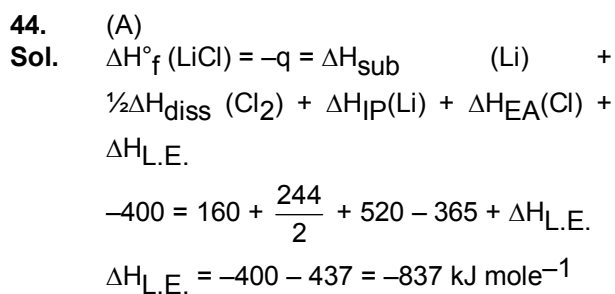 44. (A)
Sol. ΔH°f (LiCl) = –q = ΔHsub (Li) +
½ΔHdiss (Cl2) + ΔHIP(Li) + ΔHEA(Cl) +
ΔHL.E.
–400 = 160 + 244/2 + 520 – 365 + ΔHL.E.
ΔHL.E. = –400 – 437 = –837 kJ mole–1